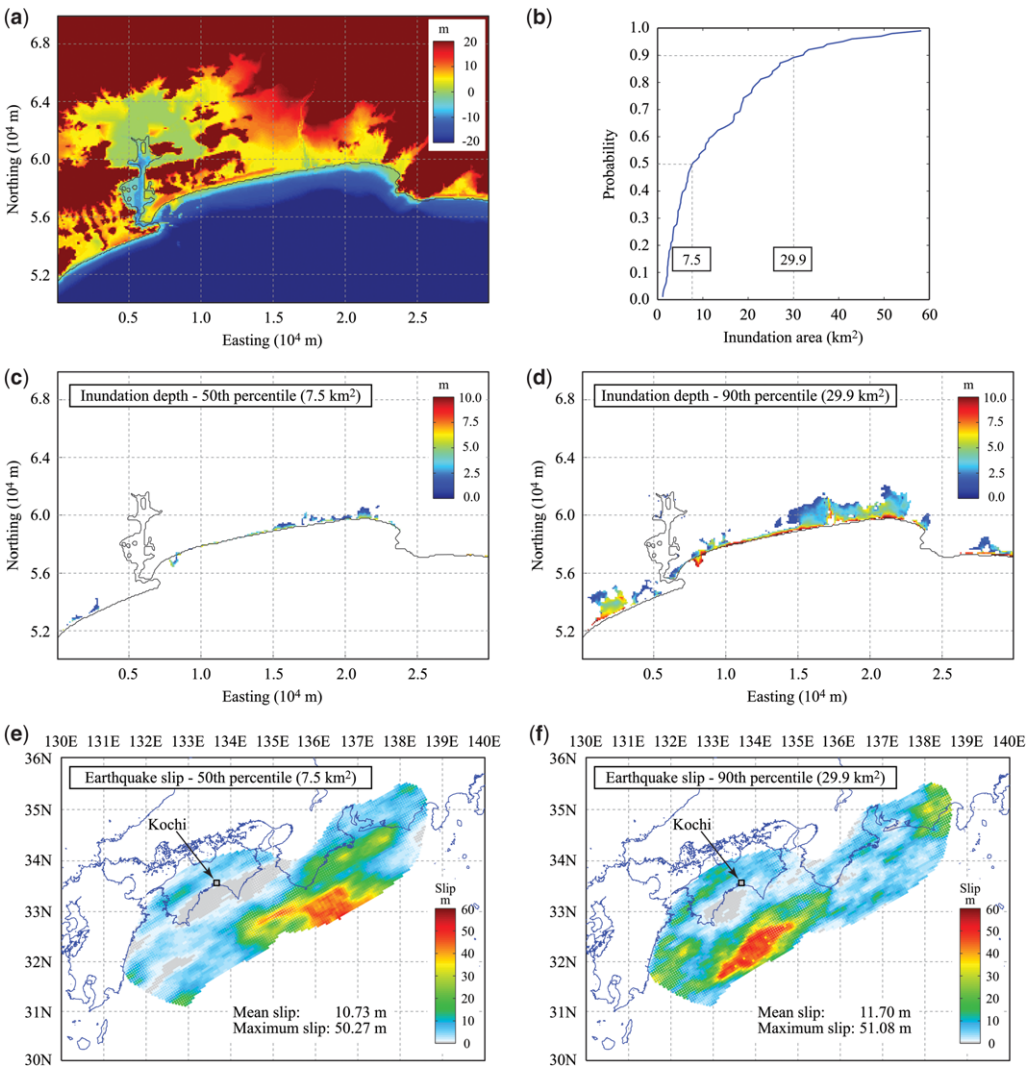 (a)
m
20
10
0
-10
-20
6.8
6.4
6.0
5.6
5.2
Northing (10⁴ m)
0.5 1.0 1.5 2.0 2.5
Easting (10⁴ m)
(b)
1.0
0.9
0.8
0.7
0.6
0.5
0.4
0.3
0.2
0.1
0.0
Probability
7.5
29.9
0 10 20 30 40 50 60
Inundation area (km²)
(c)
Inundation depth - 50th percentile (7.5 km²)
m
10.0
7.5
5.0
2.5
0.0
6.8
6.4
6.0
5.6
5.2
Northing (10⁴ m)
0.5 1.0 1.5 2.0 2.5
Easting (10⁴ m)
(d)
Inundation depth - 90th percentile (29.9 km²)
m
10.0
7.5
5.0
2.5
0.0
6.8
6.4
6.0
5.6
5.2
Northing (10⁴ m)
0.5 1.0 1.5 2.0 2.5
Easting (10⁴ m)
(e)
130E 131E 132E 133E 134E 135E 136E 137E 138E 139E 140E
36N
35N
34N
33N
32N
31N
30N
Earthquake slip - 50th percentile (7.5 km²)
Kochi
Slip
m
60
50
40
30
20
10
0
Mean slip: 10.73 m
Maximum slip: 50.27 m
(f)
130E 131E 132E 133E 134E 135E 136E 137E 138E 139E 140E
36N
35N
34N
33N
32N
31N
30N
Earthquake slip - 90th percentile (29.9 km²)
Kochi
Slip
m
60
50
40
30
20
10
0
Mean slip: 11.70 m
Maximum slip: 51.08 m